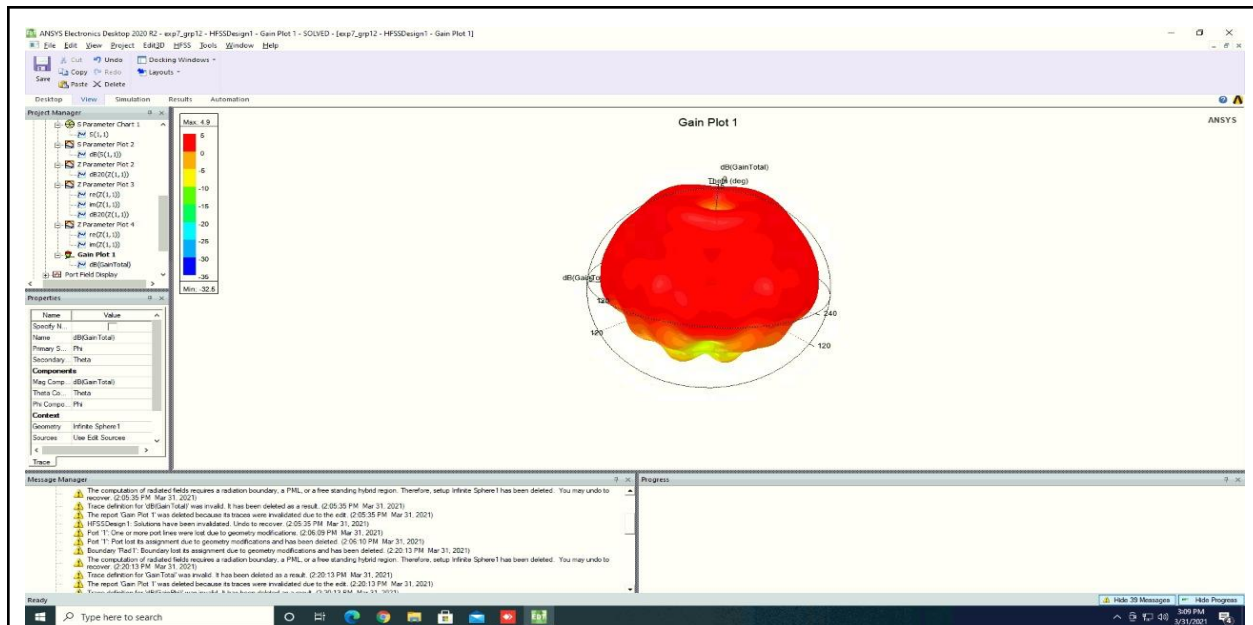 ANSYS Electronics Desktop 2020 R2 - exp7_grp12 - HFSSDesign1 - Gain Plot 1 - SOLVED - [exp7_grp12 - HFSSDesign1 - Gain Plot 1]
File Edit View Project Edit3D HFSS Tools Window Help
Save
Cut Undo Docking Windows
Copy Redo Layouts
Paste Delete
Desktop View Simulation Results Automation
Project Manager
S Parameter Chart 1
S(1,1)
S Parameter Plot 2
dB(S(1,1))
Z Parameter Plot 2
dB20(Z(1,1))
Z Parameter Plot 3
re(Z(1,1))
im(Z(1,1))
dB20(Z(1,1))
Z Parameter Plot 4
re(Z(1,1))
im(Z(1,1))
Gain Plot 1
dB(GainTotal)
Port Field Display
Properties
Name Value
Specify N...
Name dB(GainTotal)
Primary S... Phi
Secondary... Theta
Components
Mag Comp... dB(GainTotal)
Theta Co... Theta
Phi Compo... Phi
Context
Geometry Infinite Sphere1
Sources Use Edit Sources
Trace
Max: 4.9
5
0
-5
-10
-15
-20
-25
-30
-35
Min: -32.5
Gain Plot 1
ANSYS
dB(GainTotal)
Theta (deg)
120
240
120
Message Manager
The computation of radiated fields requires a radiation boundary, a PML, or a free standing hybrid region. Therefore, setup Infinite Sphere1 has been deleted. You may undo to
recover. (2:05:35 PM Mar 31, 2021)
Trace definition for 'dB(GainTotal)' was invalid. It has been deleted as a result. (2:05:35 PM Mar 31, 2021)
The report 'Gain Plot 1' was deleted because its traces were invalidated due to the edit. (2:05:35 PM Mar 31, 2021)
HFSSDesign1: Solutions have been invalidated. Undo to recover. (2:05:35 PM Mar 31, 2021)
Port '1': One or more port lines were lost due to geometry modifications. (2:06:09 PM Mar 31, 2021)
Port '1': Port lost its assignment due to geometry modifications and has been deleted. (2:06:10 PM Mar 31, 2021)
Boundary 'Rad1': Boundary lost its assignment due to geometry modifications and has been deleted. (2:20:13 PM Mar 31, 2021)
The computation of radiated fields requires a radiation boundary, a PML, or a free standing hybrid region. Therefore, setup Infinite Sphere1 has been deleted. You may undo to
recover. (2:20:13 PM Mar 31, 2021)
Trace definition for 'GainTotal' was invalid. It has been deleted as a result. (2:20:13 PM Mar 31, 2021)
The report 'Gain Plot 1' was deleted because its traces were invalidated due to the edit. (2:20:13 PM Mar 31, 2021)
Progress
Ready
Hide 39 Messages Hide Progress
Type here to search
3:09 PM
3/31/2021